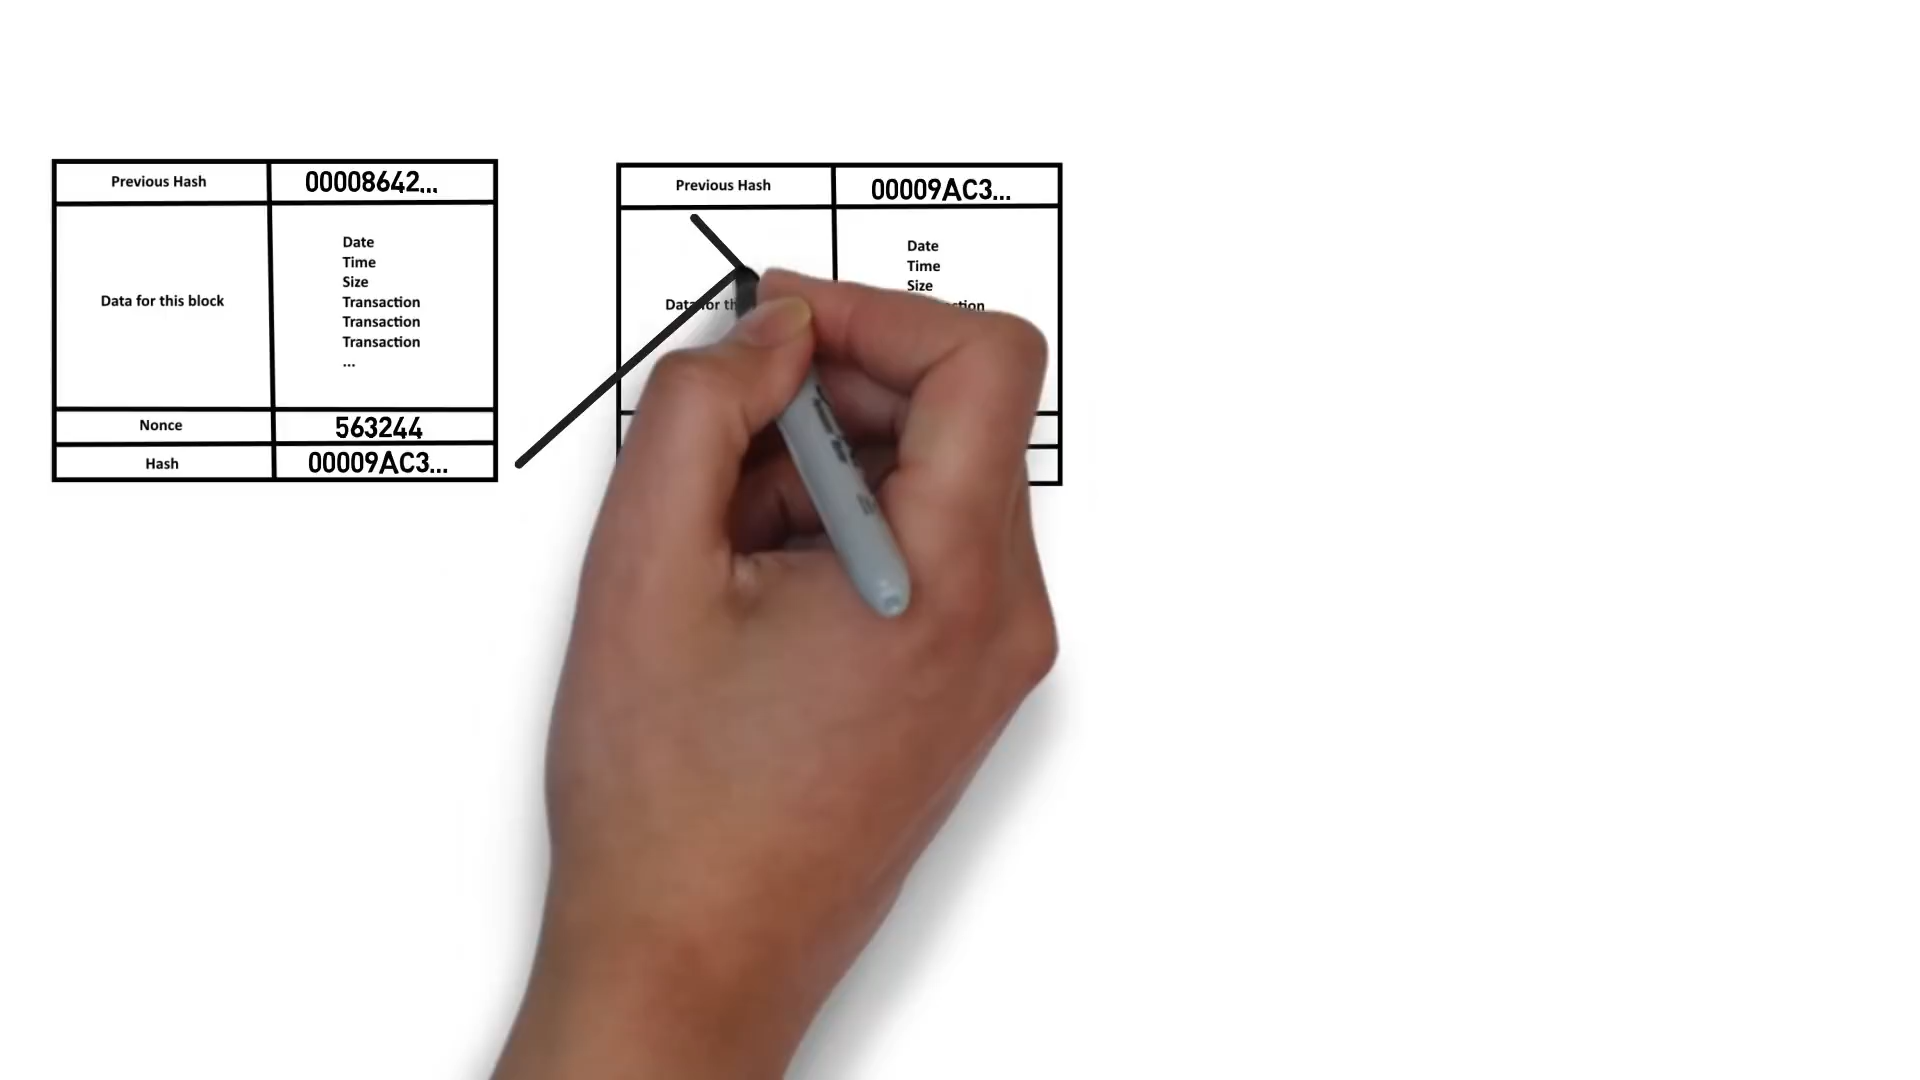 Previous Hash 00008642...
Data for this block
Date
Time
Size
Transaction
Transaction
Transaction
...
Nonce 563244
Hash 00009AC3...
Previous Hash 00009AC3...
Date
Time
Size